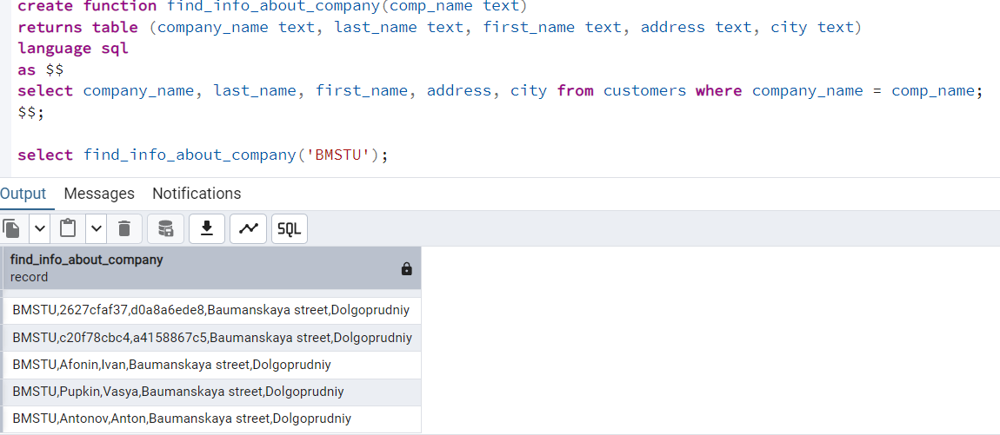 create function find_info_about_company(comp_name text)
returns table (company_name text, last_name text, first_name text, address text, city text)
language sql
as $$
select company_name, last_name, first_name, address, city from customers where company_name = comp_name;
$$;
select find_info_about_company('BMSTU');
Output Messages Notifications
SQL
find_info_about_company
record
BMSTU,2627cfaf37,d0a8a6ede8,Baumanskaya street,Dolgoprudniy
BMSTU,c20f78cbc4,a4158867c5,Baumanskaya street,Dolgoprudniy
BMSTU,Afonin,Ivan,Baumanskaya street,Dolgoprudniy
BMSTU,Pupkin,Vasya,Baumanskaya street,Dolgoprudniy
BMSTU,Antonov,Anton,Baumanskaya street,Dolgoprudniy